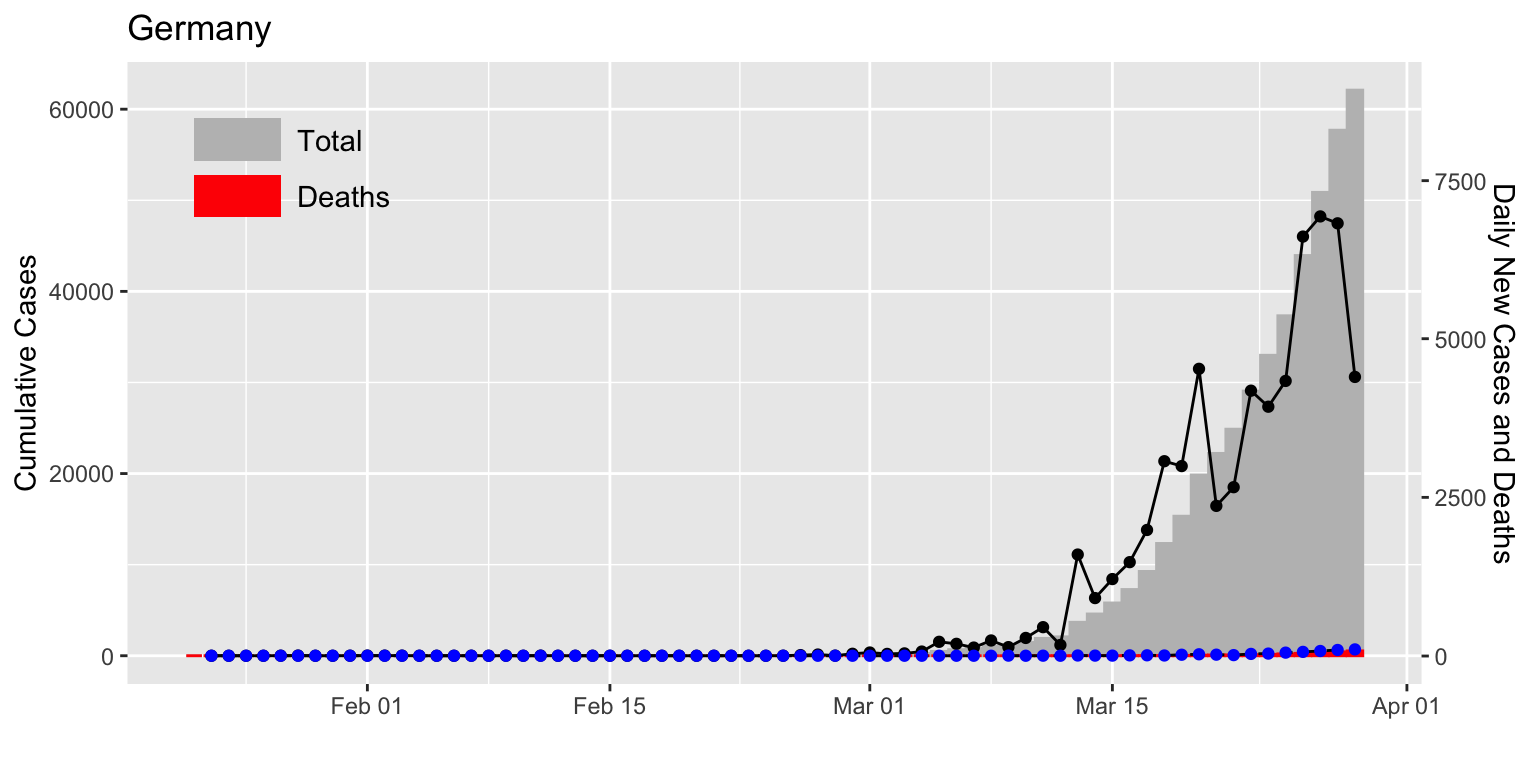 Germany
60000
40000
20000
0
Cumulative Cases
Total
Deaths
7500
5000
2500
0
Daily New Cases and Deaths
Feb 01
Feb 15
Mar 01
Mar 15
Apr 01